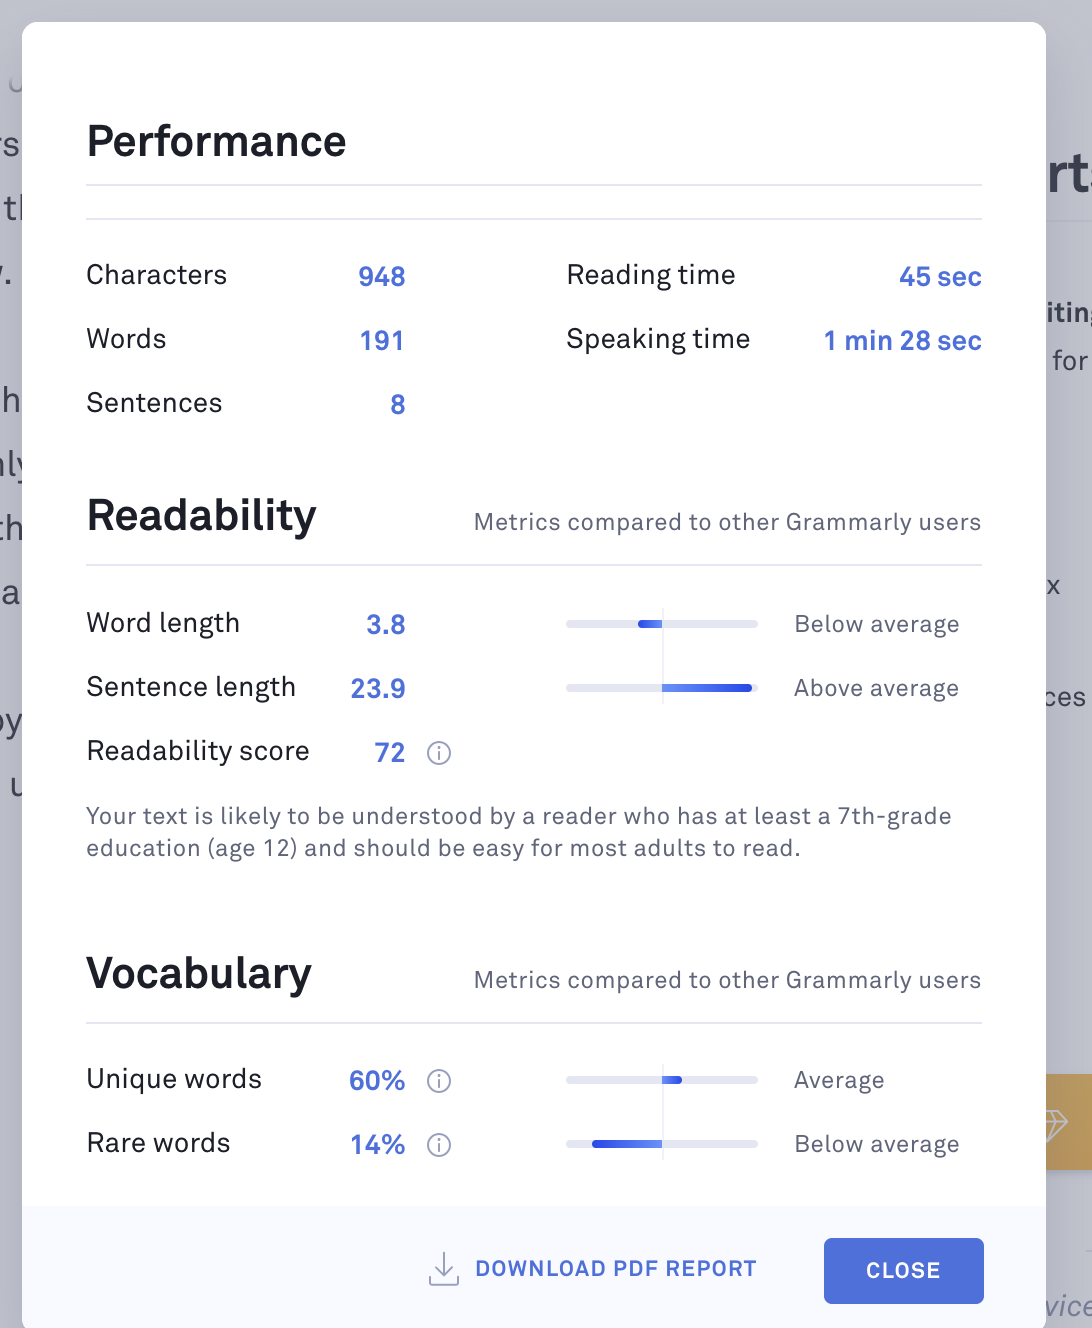 Performance
Characters 948 Reading time 45 sec
Words 191 Speaking time 1 min 28 sec
Sentences 8
Readability Metrics compared to other Grammarly users
Word length 3.8 Below average
Sentence length 23.9 Above average
Readability score 72
Your text is likely to be understood by a reader who has at least a 7th-grade
education (age 12) and should be easy for most adults to read.
Vocabulary Metrics compared to other Grammarly users
Unique words 60% Average
Rare words 14% Below average
DOWNLOAD PDF REPORT CLOSE
for